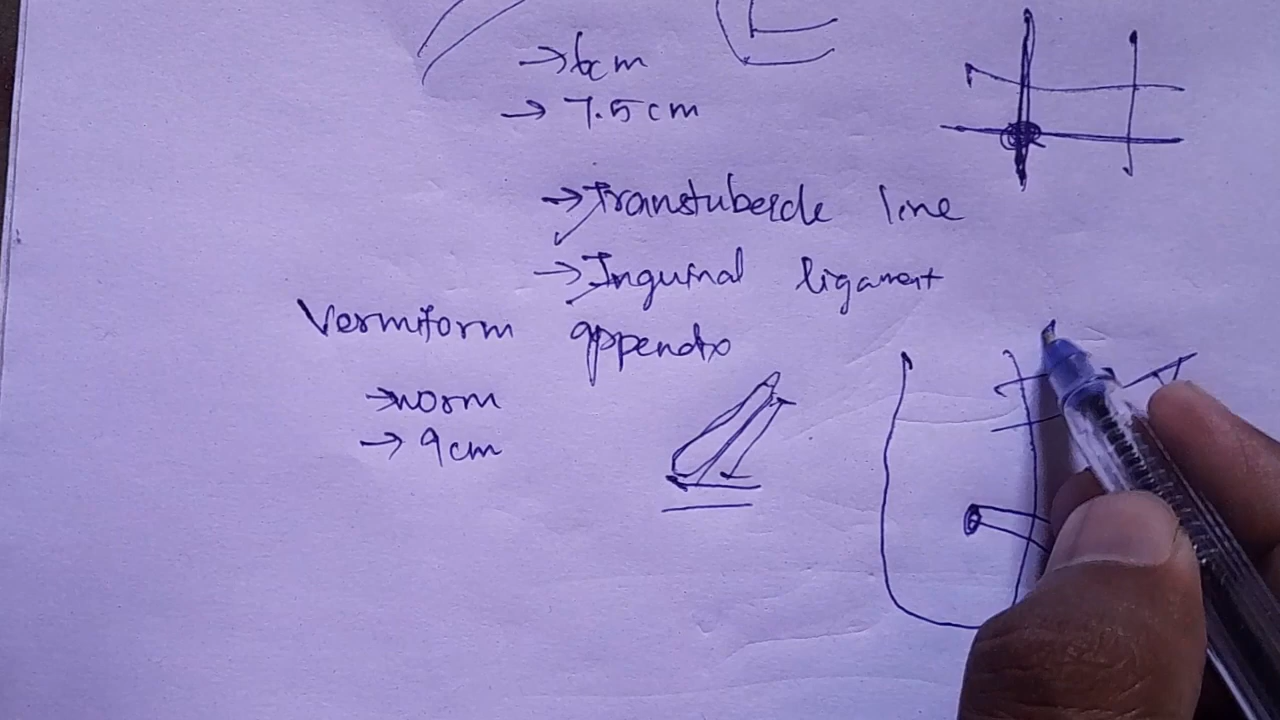 → 6cm
→ 7.5cm
→ Transtubercle line
→ Inguinal ligament
Vermiform appendix
→ worm
→ 9cm